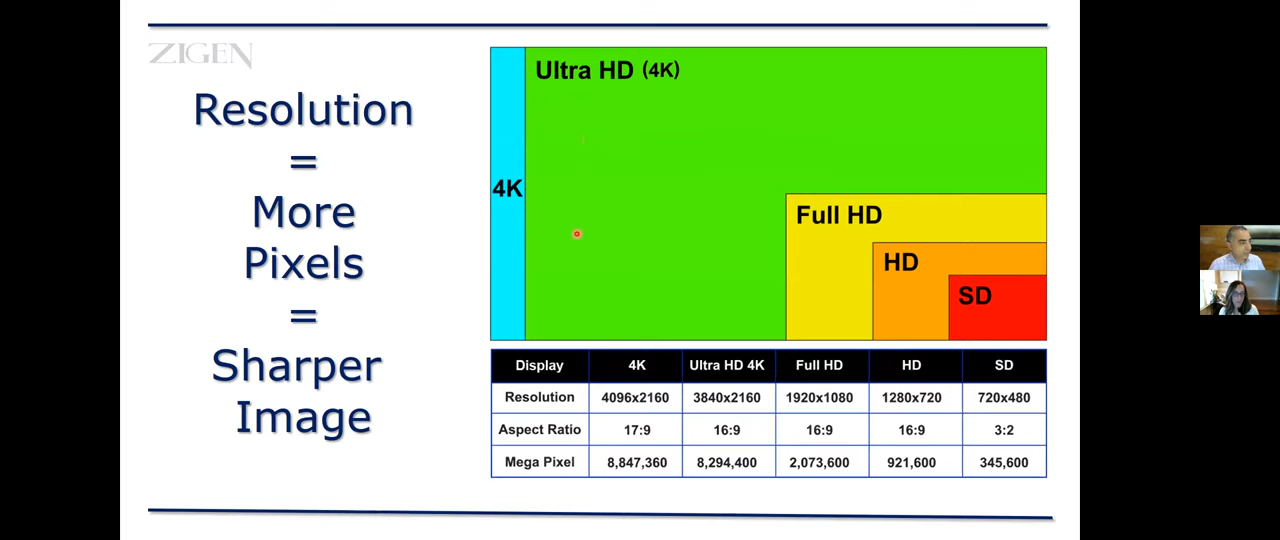 ZIGEN
Resolution
=
More
Pixels
=
Sharper
Image
Ultra HD (4K)
4K
Full HD
HD
SD
Display 4K Ultra HD 4K Full HD HD SD
Resolution 4096x2160 3840x2160 1920x1080 1280x720 720x480
Aspect Ratio 17:9 16:9 16:9 16:9 3:2
Mega Pixel 8,847,360 8,294,400 2,073,600 921,600 345,600